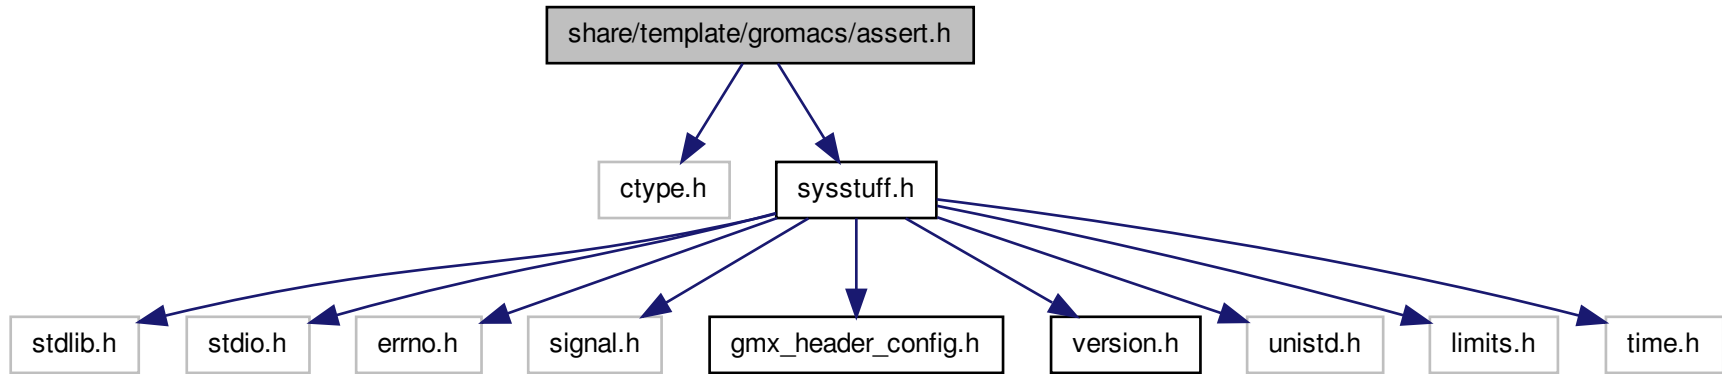 share/template/gromacs/assert.h
ctype.h
sysstuff.h
stdlib.h
stdio.h
errno.h
signal.h
gmx_header_config.h
version.h
unistd.h
limits.h
time.h